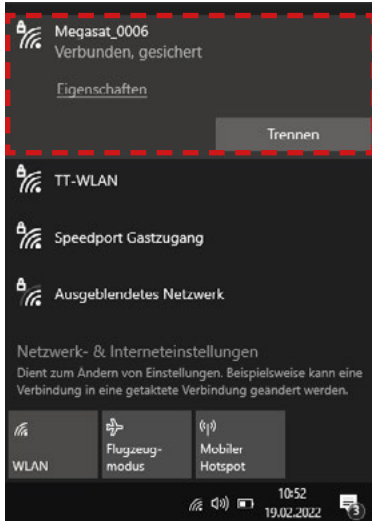 Megasat_0006
Verbunden, gesichert
Eigenschaften
Trennen
TT-WLAN
Speedport Gastzugang
Ausgeblendetes Netzwerk
Netzwerk- & Interneteinstellungen
Dient zum Ändern von Einstellungen. Beispielsweise kann eine
Verbindung in eine getaktete Verbindung geandert werden.
WLAN
Flugzeug-
modus
Mobiler
Hotspot
10:52
19.02.2022
3